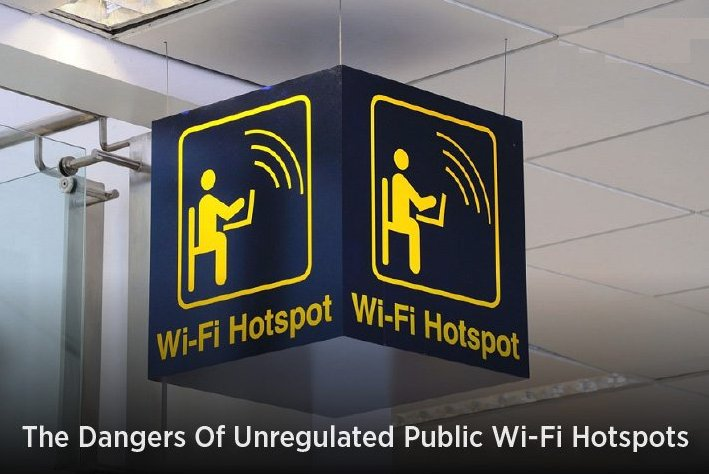 Wi-Fi Hotspot
Wi-Fi Hotspot
The Dangers Of Unregulated Public Wi-Fi Hotspots